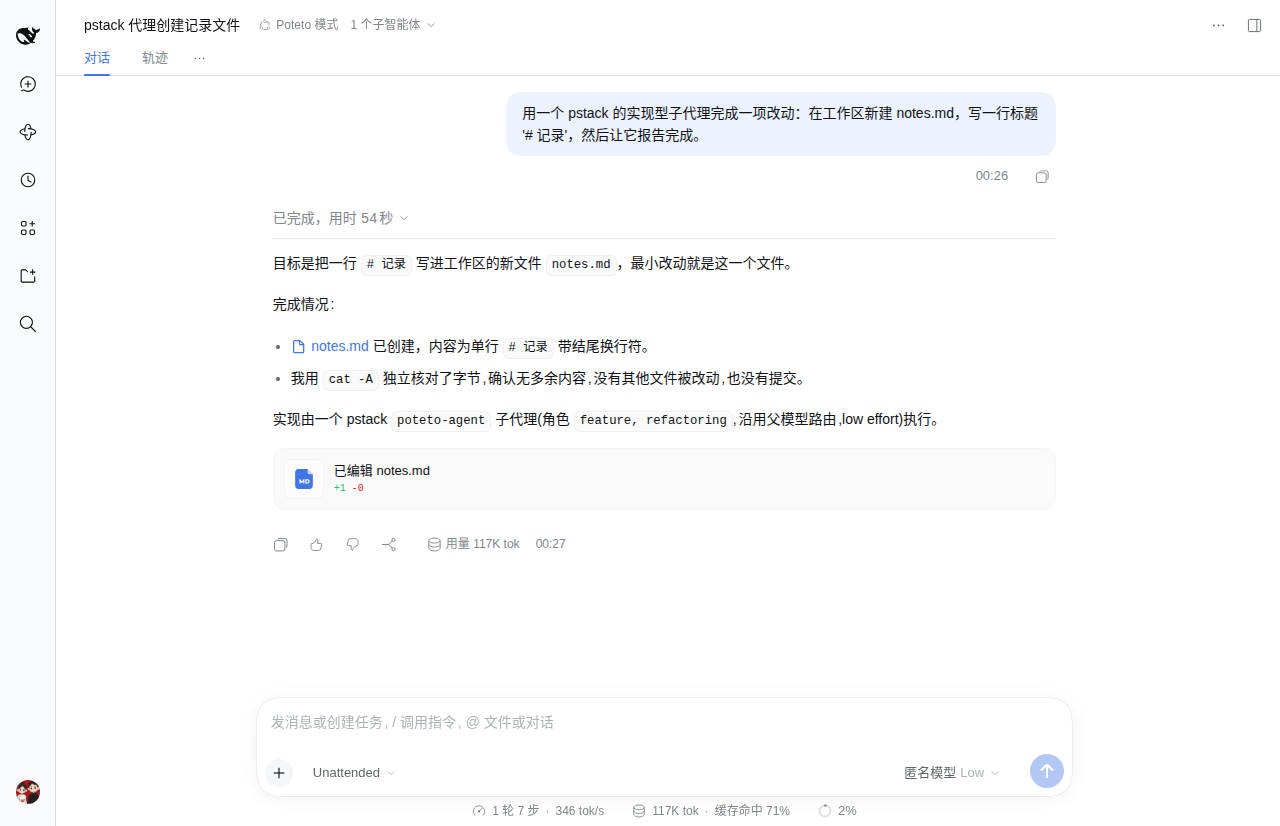 pstack 代理创建记录文件 Poteto 模式 1 个子智能体
对话 轨迹 ···
用一个 pstack 的实现型子代理完成一项改动：在工作区新建 notes.md，写一行标题
'# 记录'，然后让它报告完成。
00:26
已完成，用时 54 秒
目标是把一行 # 记录 写进工作区的新文件 notes.md，最小改动就是这一个文件。
完成情况：
• notes.md 已创建，内容为单行 # 记录 带结尾换行符。
• 我用 cat -A 独立核对了字节，确认无多余内容，没有其他文件被改动，也没有提交。
实现由一个 pstack poteto-agent 子代理(角色 feature, refactoring，沿用父模型路由，low effort)执行。
MD
已编辑 notes.md
+1 -0
用量 117K tok 00:27
发消息或创建任务，/ 调用指令，@ 文件或对话
Unattended 匿名模型 Low
1 轮 7 步 · 346 tok/s 117K tok · 缓存命中 71% 2%